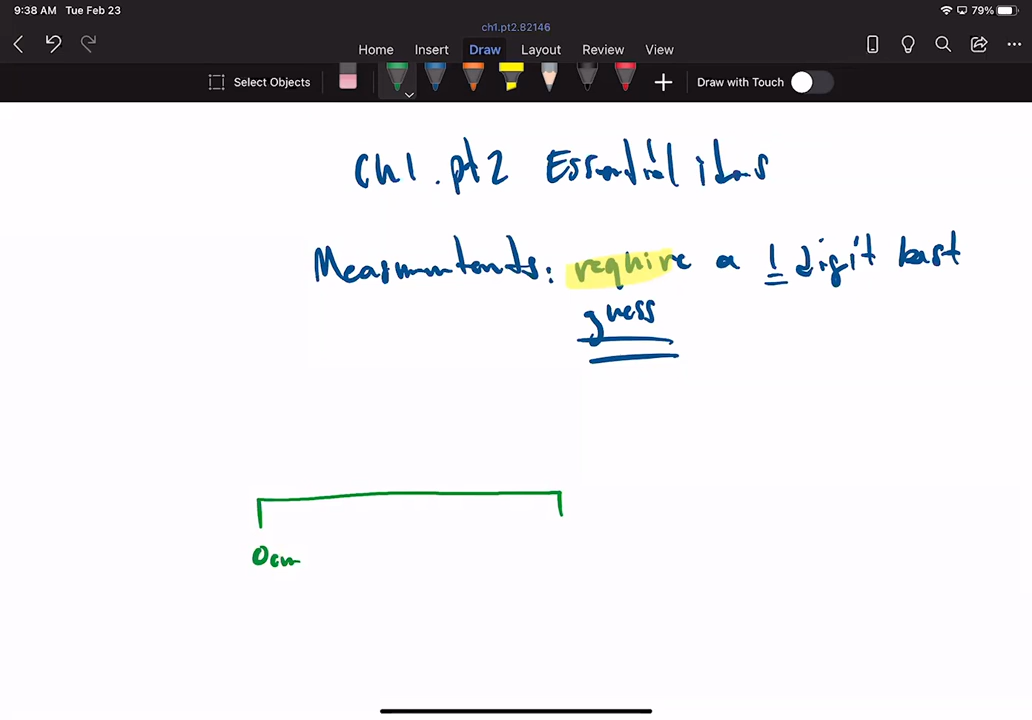 9:38 AM Tue Feb 23
79%
ch1.pt2.82146
Home Insert Draw Layout Review View
Select Objects
Draw with Touch
Ch1.pt2 Essential ideas
Measurments: require a 1 digit best
guess
0cm